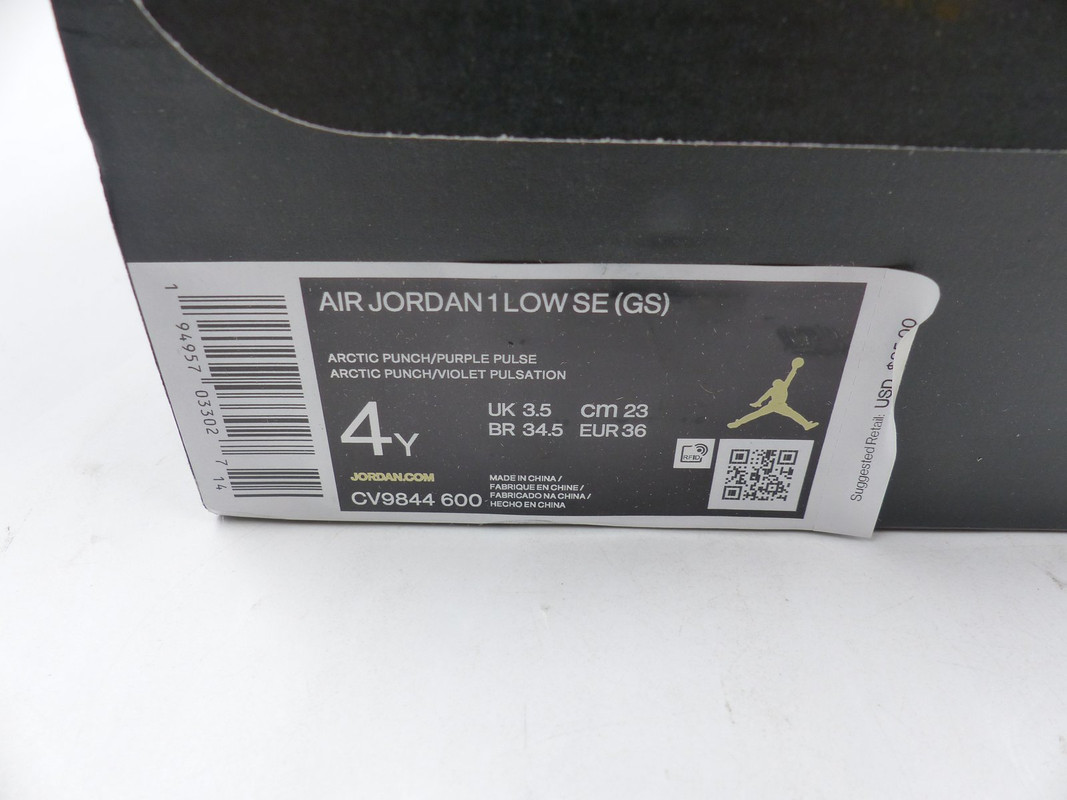 AIR JORDAN 1 LOW SE (GS)
ARCTIC PUNCH/PURPLE PULSE
ARCTIC PUNCH/VIOLET PULSATION
4Y
UK 3.5 cm 23
BR 34.5 EUR 36
JORDAN.COM
CV9844 600
MADE IN CHINA /
FABRIQUE EN CHINE /
FABRICADO NA CHINA /
HECHO EN CHINA
RFID
1 94957 03302 7 14
Suggested Retail: USD